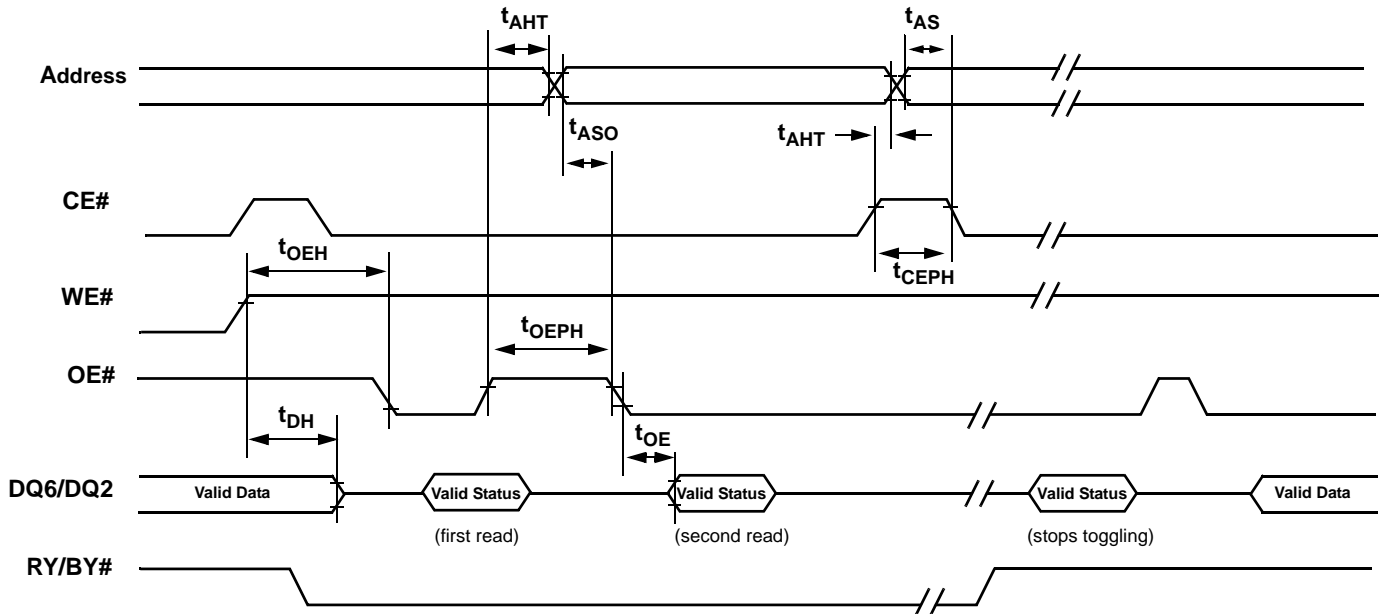 tAHT
tAS
Address
tASO
tAHT
CE#
tOEH
tCEPH
WE#
tOEPH
OE#
tDH
tOE
DQ6/DQ2
Valid Data
Valid Status
Valid Status
Valid Status
Valid Data
(first read)
(second read)
(stops toggling)
RY/BY#